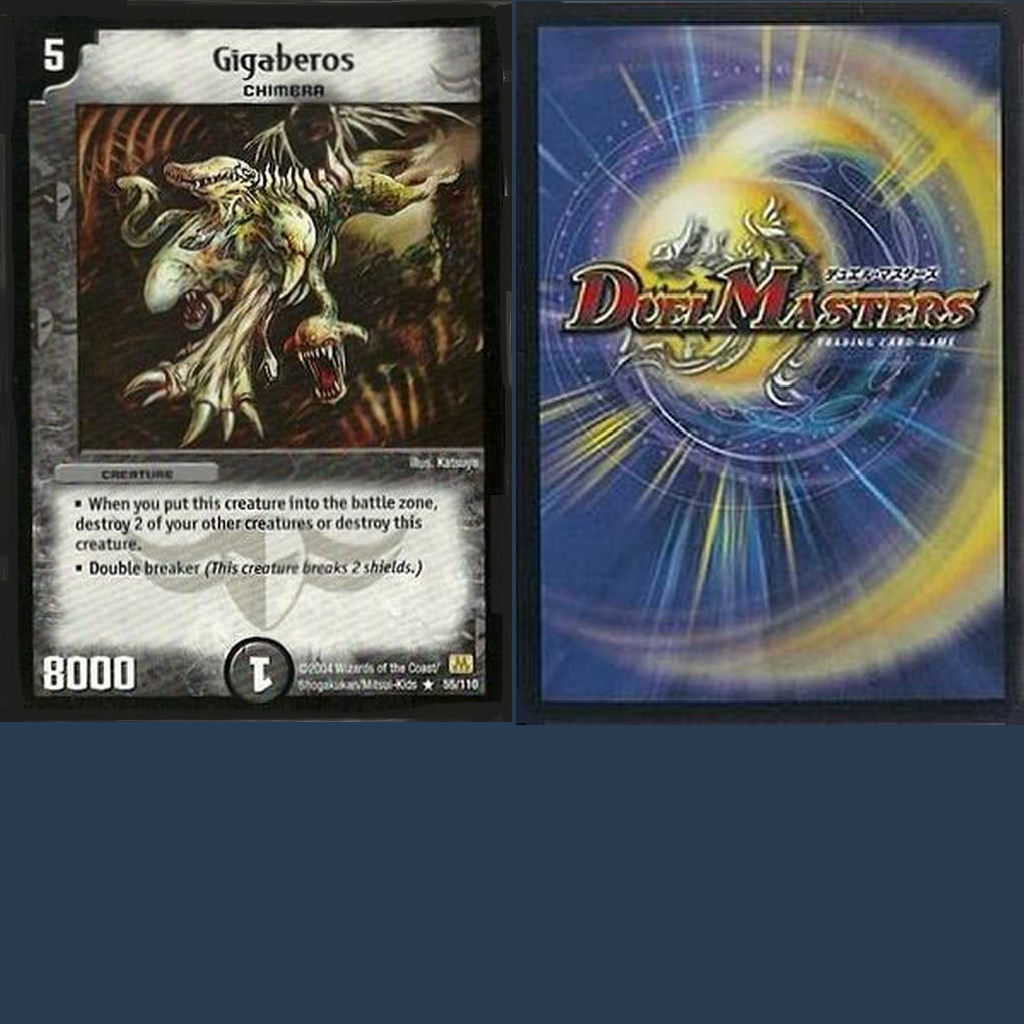 5
Gigaberos
CHIMERA
CREATURE
Illus. Katsuya
▪ When you put this creature into the battle zone,
destroy 2 of your other creatures or destroy this
creature.
▪ Double breaker (This creature breaks 2 shields.)
8000
1
©2004 Wizards of the Coast/
Shogakukan/Mitsui-Kids ★ 55/110
デュエル・マスターズ
DUEL MASTERS
TRADING CARD GAME